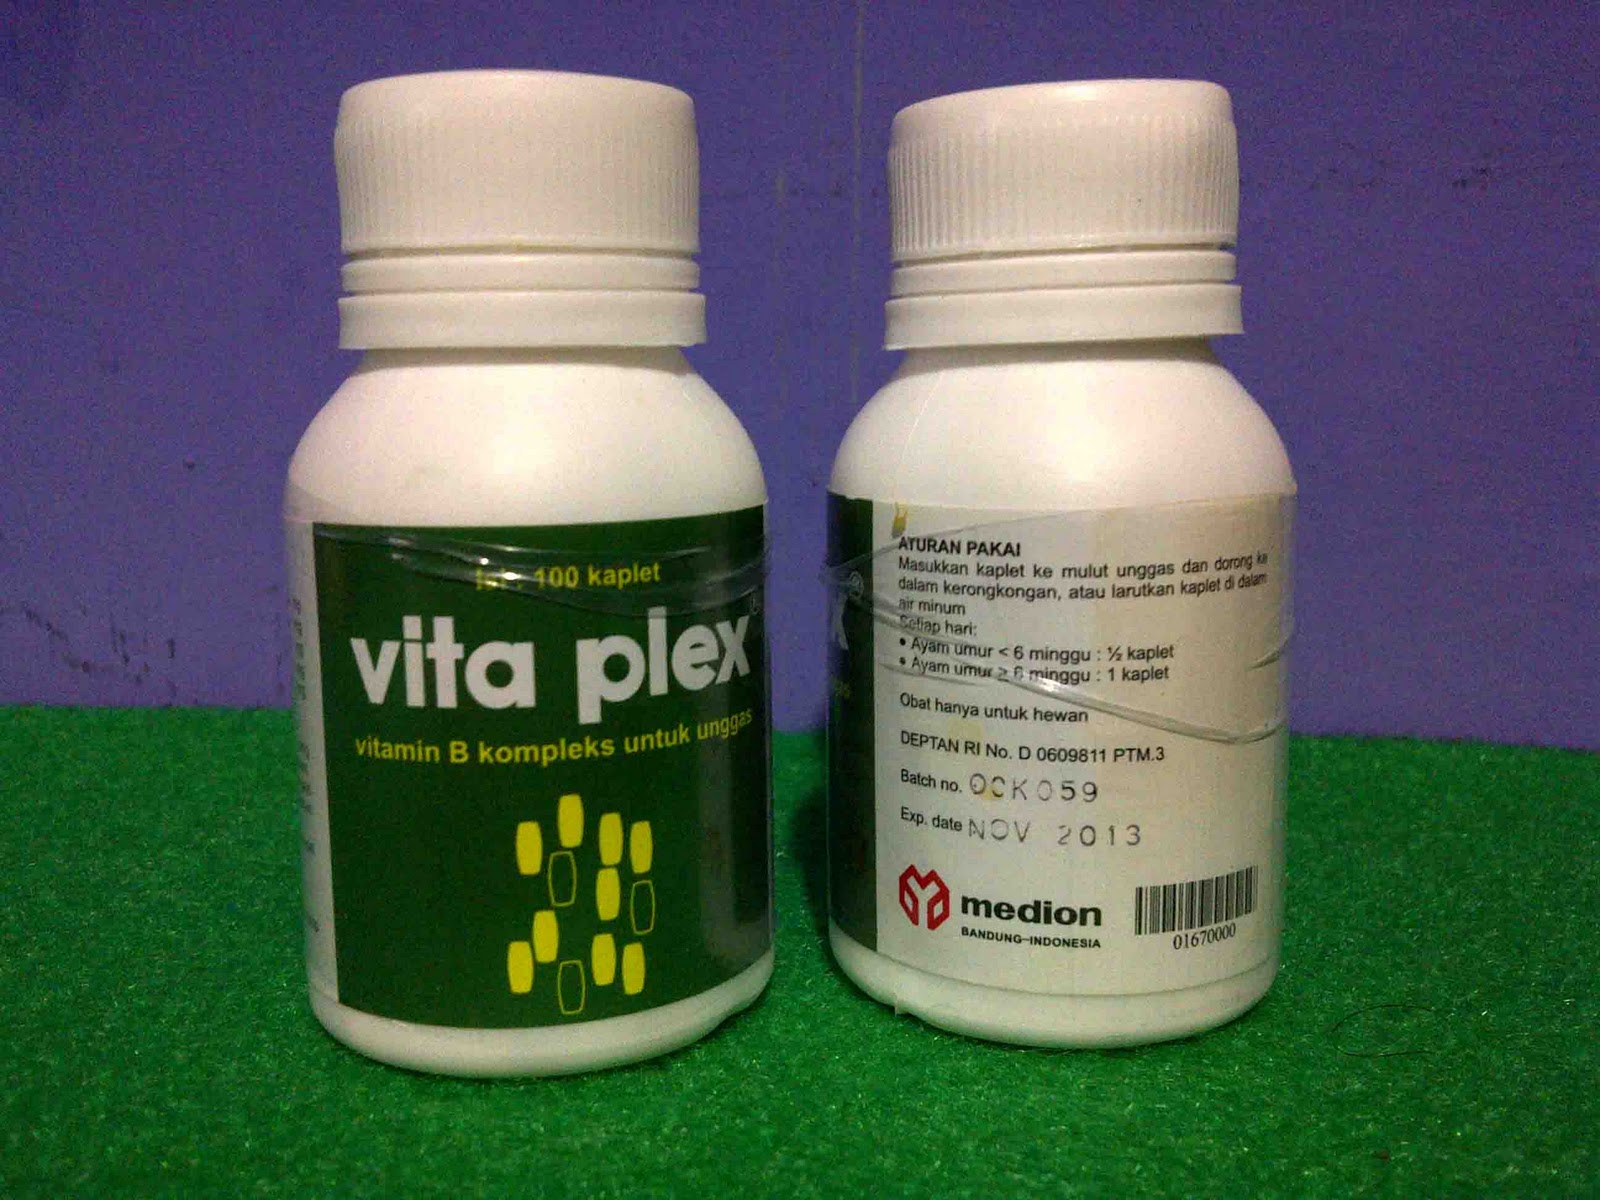 100 kaplet
vita plex®
vitamin B kompleks untuk unggas
ATURAN PAKAI
Masukkan kaplet ke mulut unggas dan dorong ke
dalam kerongkongan, atau larutkan kaplet di dalam
air minum
Setiap hari:
• Ayam umur < 6 minggu : ½ kaplet
• Ayam umur ≥ 6 minggu : 1 kaplet
Obat hanya untuk hewan
DEPTAN RI No. D 0609811 PTM.3
Batch no. OCK059
Exp. date NOV 2013
medion
BANDUNG-INDONESIA
01670000